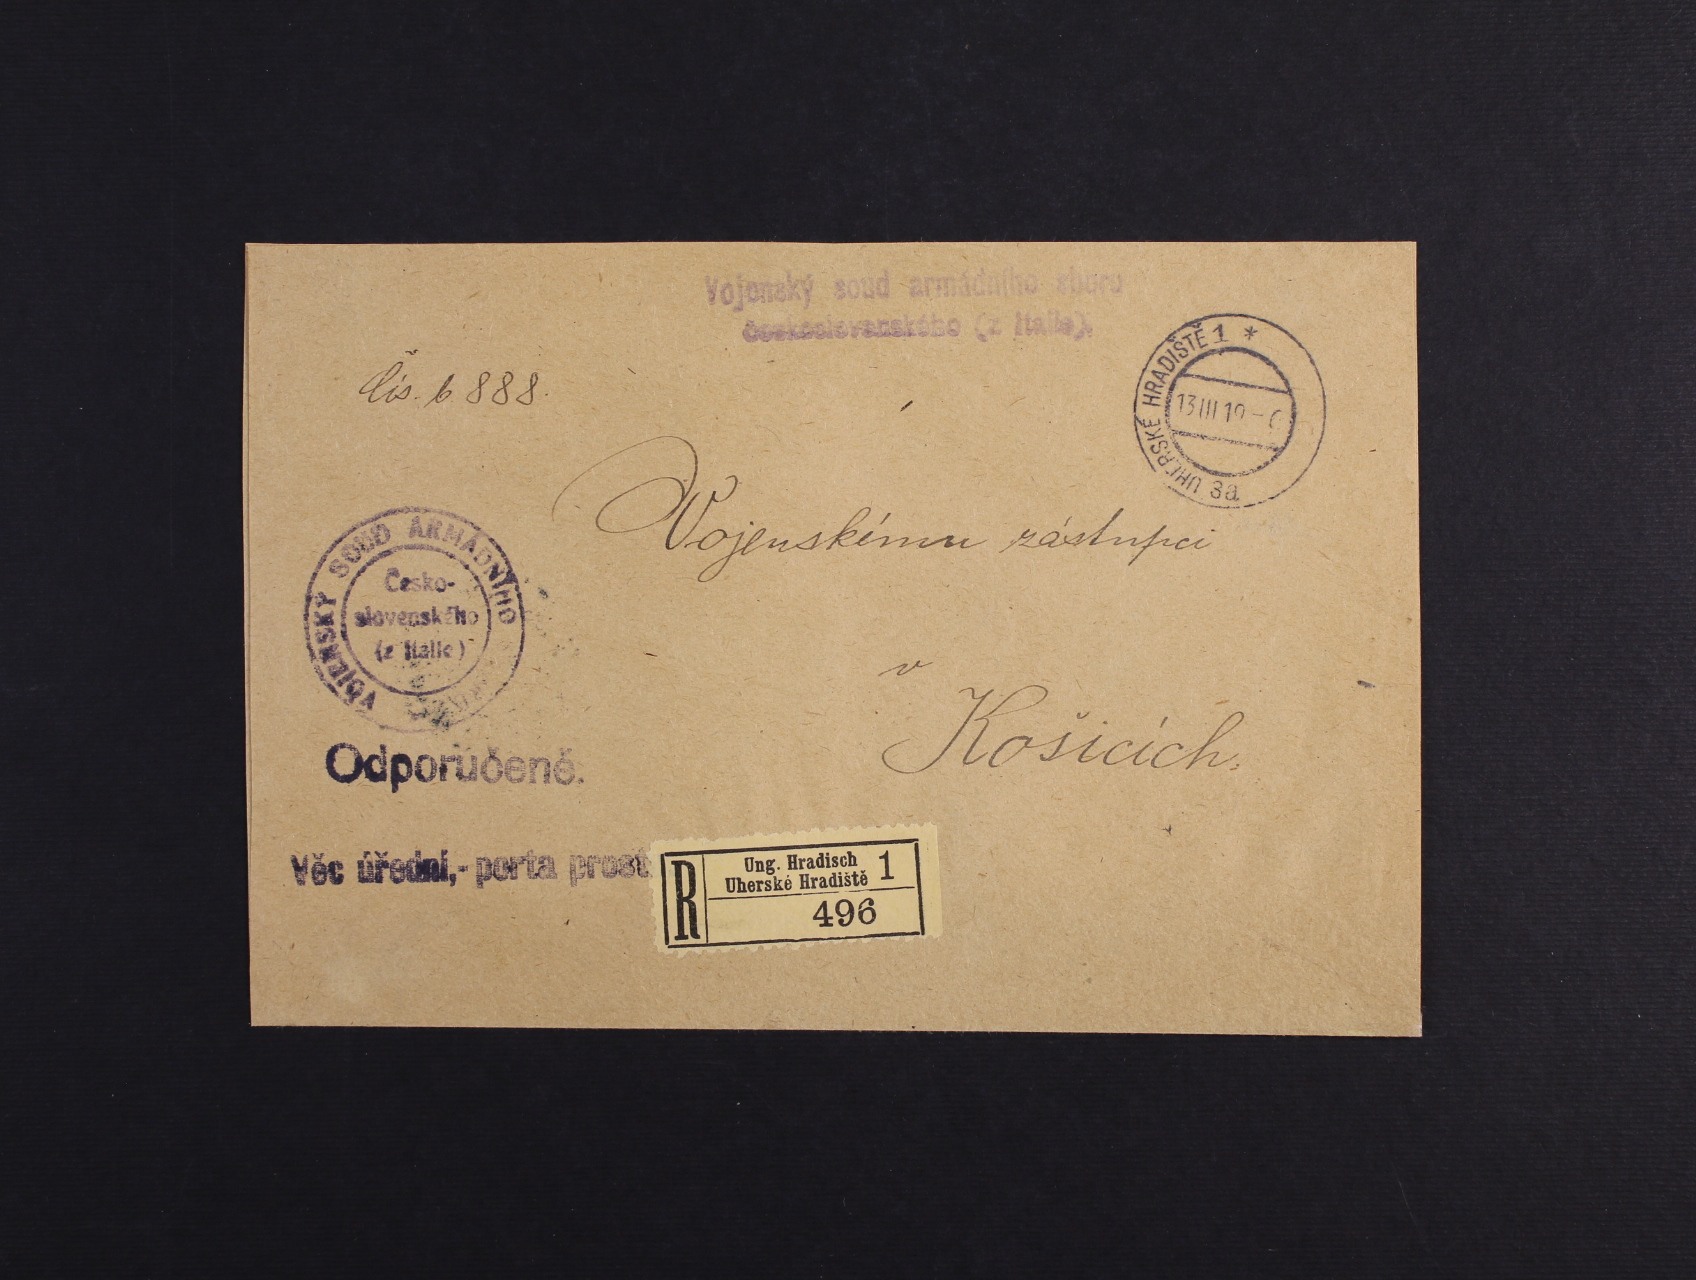 Vojenský soud armádního sboru
československého (z Italie).
UHERSKÉ HRADIŠTĚ 1 *
13 III 19 - 6
3a
Čís. 6888.
Vojenskému zástupci
v
Košicích.
VOJENSKÝ SOUD ARMÁDNÍHO
Česko-
slovenského
(z Italie)
Odporučené.
Věc úřední,- porta prost
R
Ung. Hradisch
Uherské Hradiště 1
496